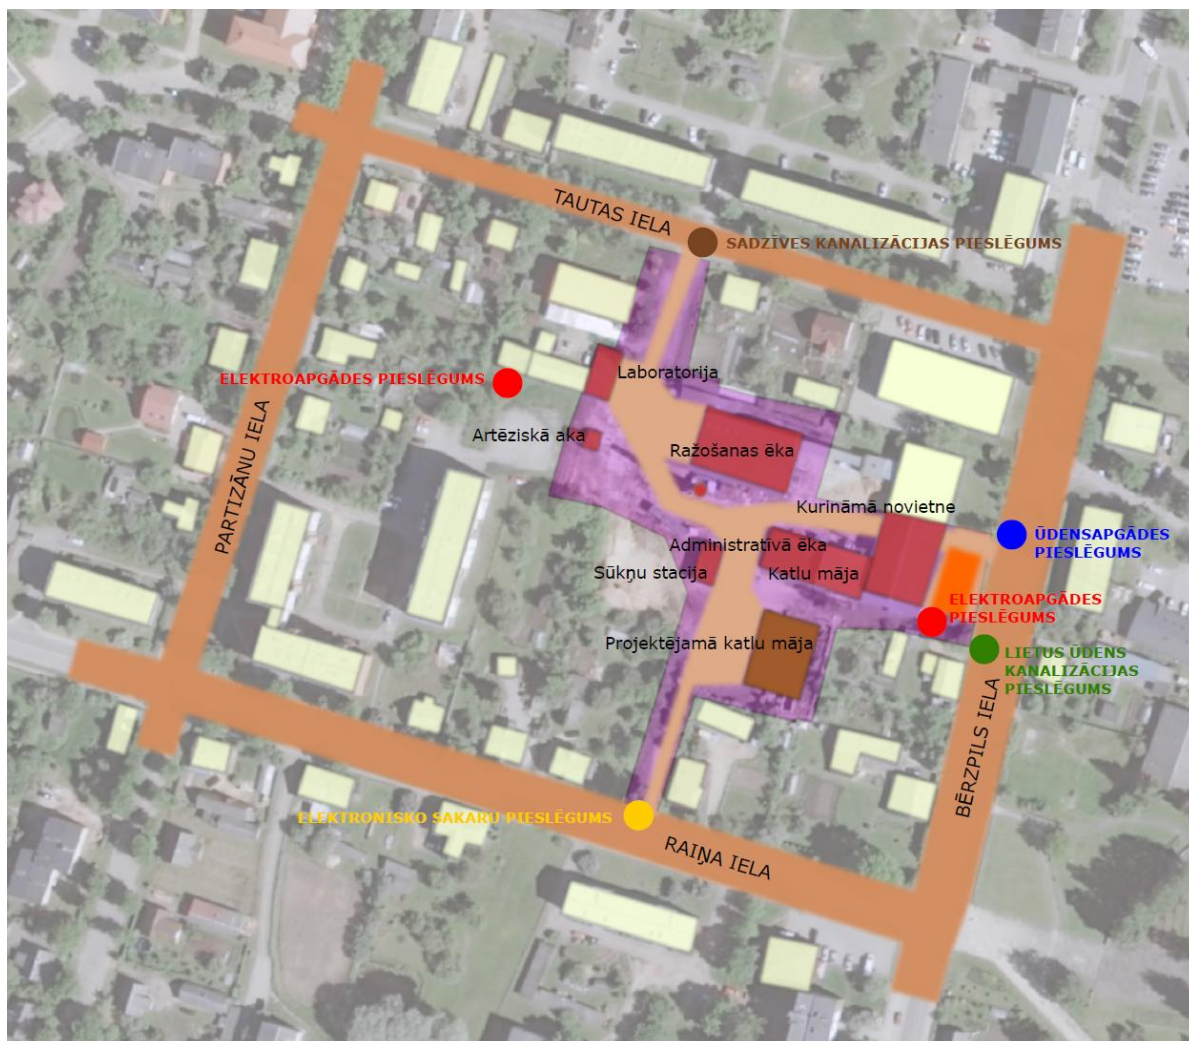 TAUTAS IELA
SADZĪVES KANALIZĀCIJAS PIESLĒGUMS
Laboratorija
ELEKTROAPGĀDES PIESLĒGUMS
Artēziskā aka
Ražošanas ēka
PARTIZĀNU IELA
Kurināmā novietne
ŪDENSAPGĀDES
PIESLĒGUMS
Administratīvā ēka
Sūkņu stacija
Katlu māja
ELEKTROAPGĀDES
PIESLĒGUMS
Projektējamā katlu māja
LIETUS ŪDENS
KANALIZĀCIJAS
PIESLĒGUMS
BĒRZPILS IELA
ELEKTRONISKO SAKARU PIESLĒGUMS
RAIŅA IELA